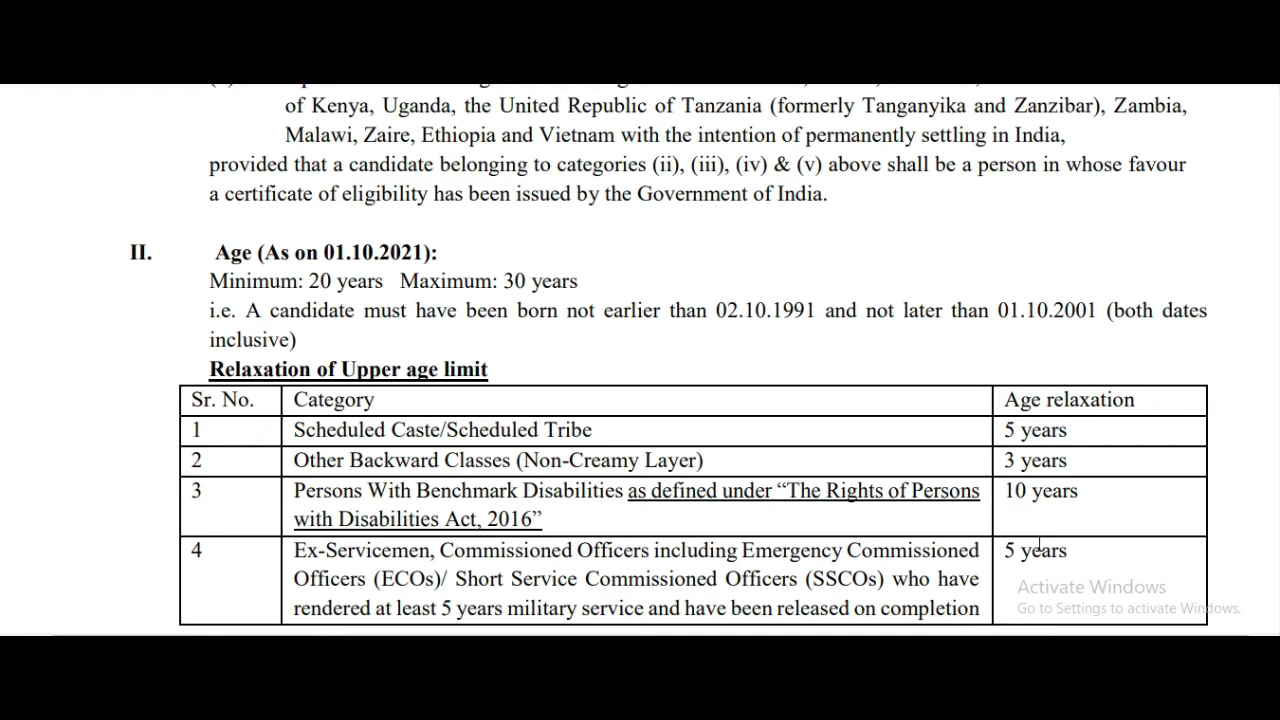 of Kenya, Uganda, the United Republic of Tanzania (formerly Tanganyika and Zanzibar), Zambia,
Malawi, Zaire, Ethiopia and Vietnam with the intention of permanently settling in India,
provided that a candidate belonging to categories (ii), (iii), (iv) & (v) above shall be a person in whose favour
a certificate of eligibility has been issued by the Government of India.
II. Age (As on 01.10.2021):
Minimum: 20 years Maximum: 30 years
i.e. A candidate must have been born not earlier than 02.10.1991 and not later than 01.10.2001 (both dates
inclusive)
Relaxation of Upper age limit
Sr. No. Category Age relaxation
1 Scheduled Caste/Scheduled Tribe 5 years
2 Other Backward Classes (Non-Creamy Layer) 3 years
3 Persons With Benchmark Disabilities as defined under “The Rights of Persons 10 years
with Disabilities Act, 2016”
4 Ex-Servicemen, Commissioned Officers including Emergency Commissioned 5 years
Officers (ECOs)/ Short Service Commissioned Officers (SSCOs) who have
rendered at least 5 years military service and have been released on completion
Activate Windows
Go to Settings to activate Windows.